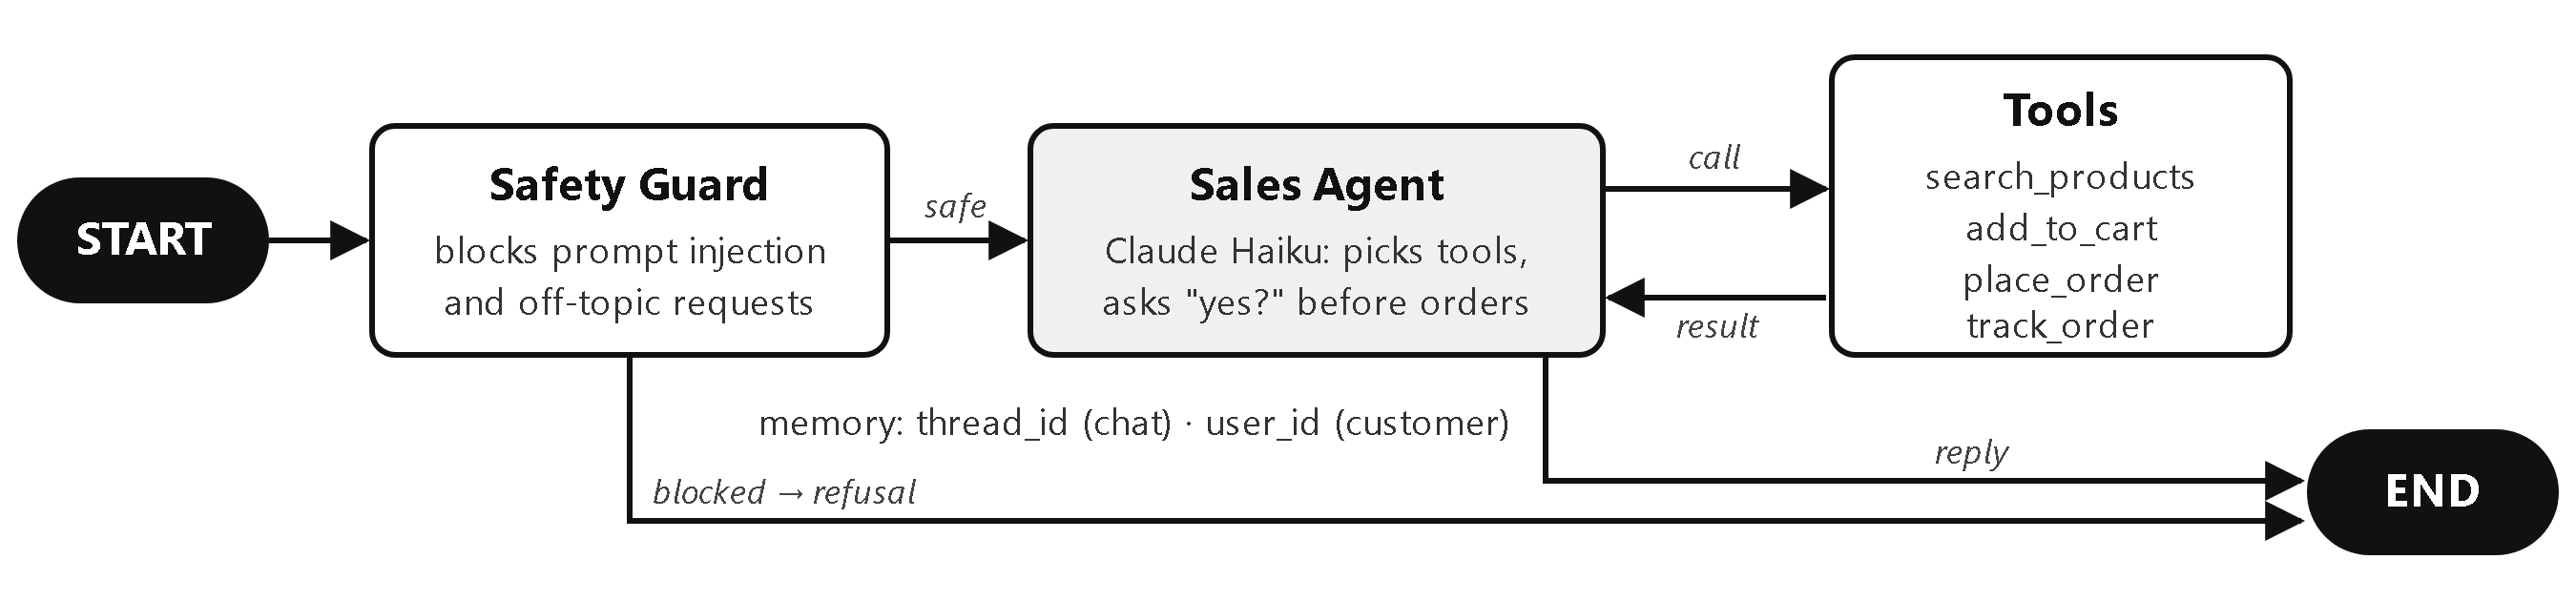 START
Safety Guard
blocks prompt injection
and off-topic requests
safe
Sales Agent
Claude Haiku: picks tools,
asks "yes?" before orders
call
result
Tools
search_products
add_to_cart
place_order
track_order
memory: thread_id (chat) · user_id (customer)
blocked → refusal
reply
END